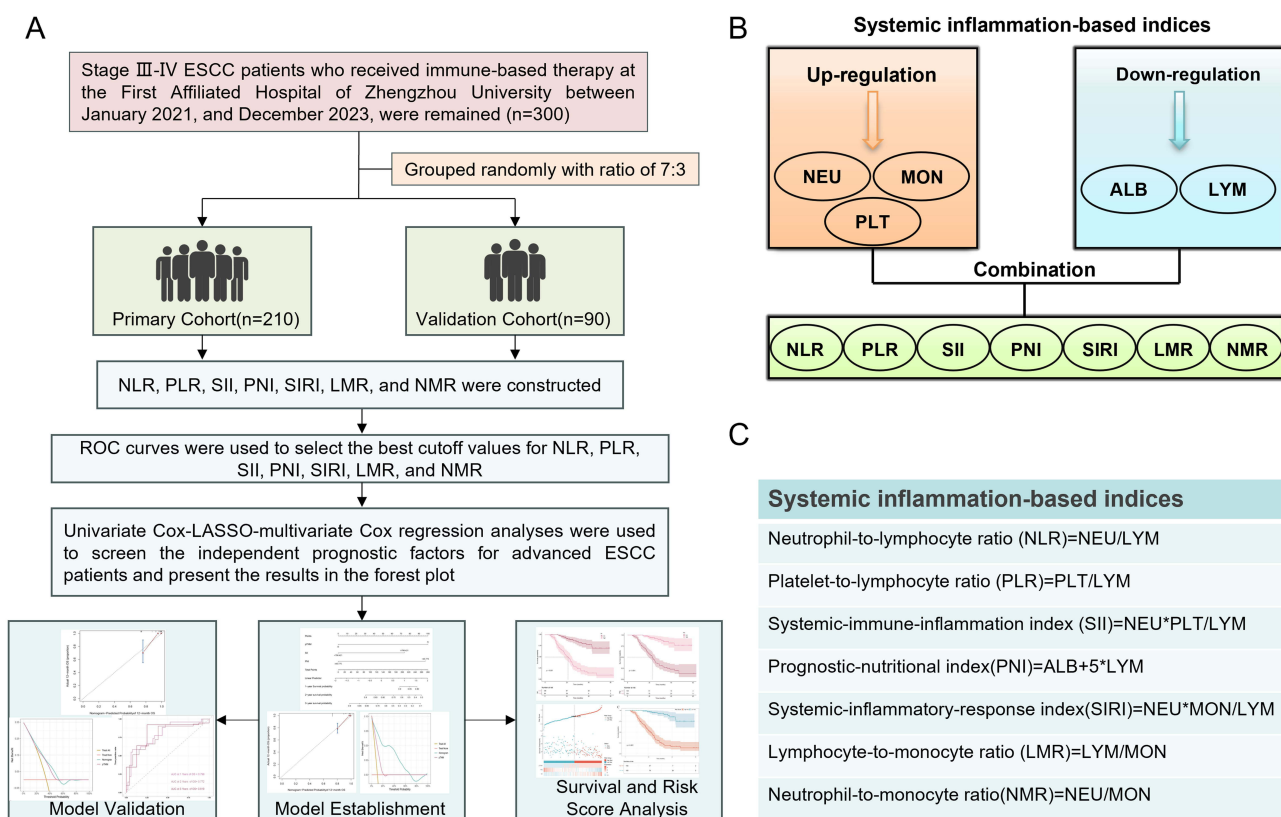 A
Stage Ⅲ-Ⅳ ESCC patients who received immune-based therapy at
the First Affiliated Hospital of Zhengzhou University between
January 2021, and December 2023, were remained (n=300)
Grouped randomly with ratio of 7:3
Primary Cohort(n=210)
Validation Cohort(n=90)
NLR, PLR, SII, PNI, SIRI, LMR, and NMR were constructed
ROC curves were used to select the best cutoff values for NLR, PLR,
SII, PNI, SIRI, LMR, and NMR
Univariate Cox-LASSO-multivariate Cox regression analyses were used
to screen the independent prognostic factors for advanced ESCC
patients and present the results in the forest plot
Model Validation
Model Establishment
Survival and Risk
Score Analysis
B
Systemic inflammation-based indices
Up-regulation
NEU
MON
PLT
Down-regulation
ALB
LYM
Combination
NLR
PLR
SII
PNI
SIRI
LMR
NMR
C
Systemic inflammation-based indices
Neutrophil-to-lymphocyte ratio (NLR)=NEU/LYM
Platelet-to-lymphocyte ratio (PLR)=PLT/LYM
Systemic-immune-inflammation index (SII)=NEU*PLT/LYM
Prognostic-nutritional index(PNI)=ALB+5*LYM
Systemic-inflammatory-response index(SIRI)=NEU*MON/LYM
Lymphocyte-to-monocyte ratio (LMR)=LYM/MON
Neutrophil-to-monocyte ratio(NMR)=NEU/MON